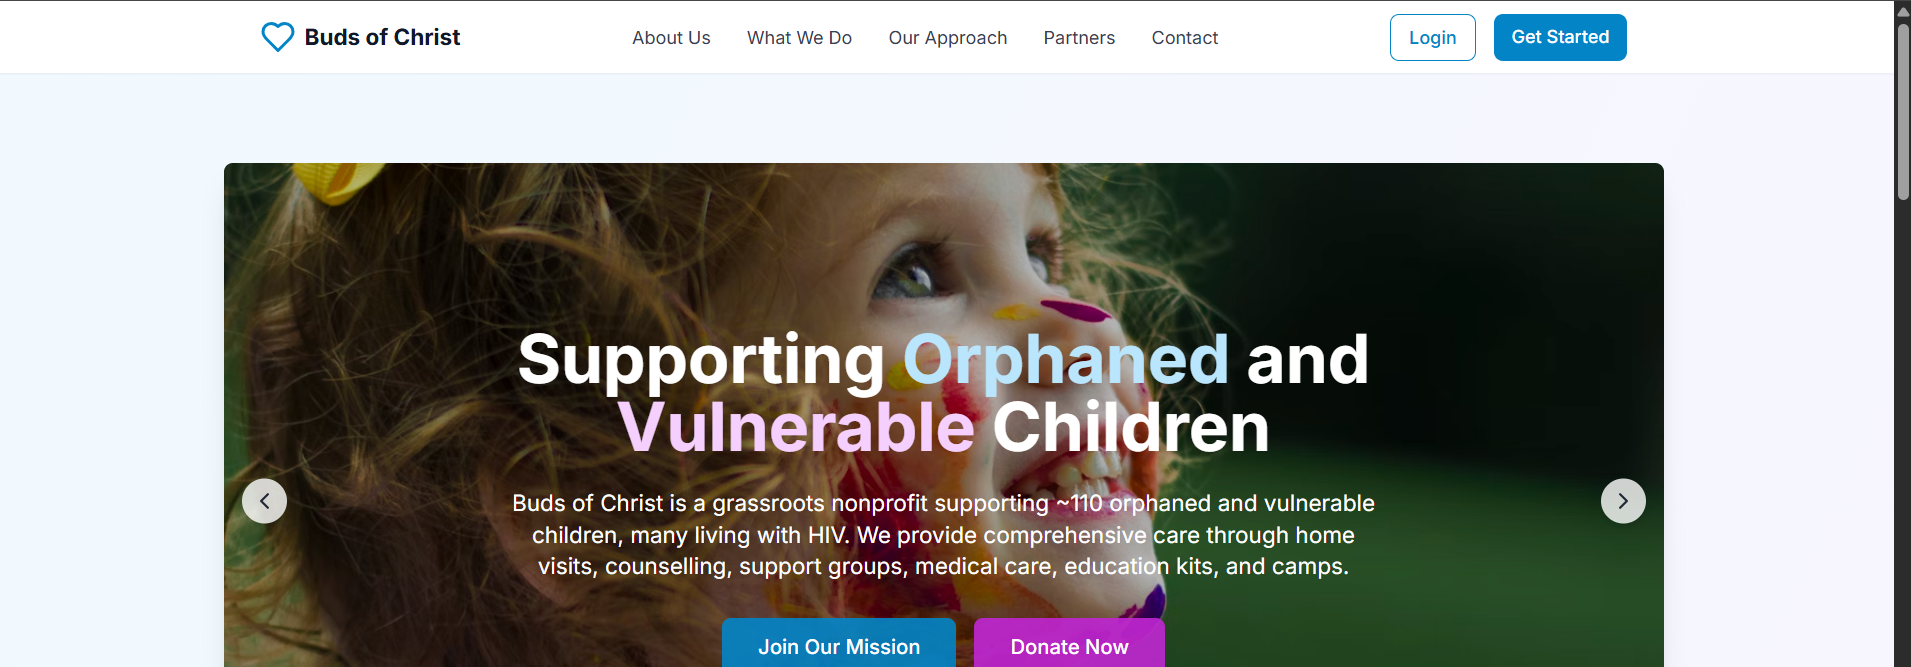 Buds of Christ
About Us
What We Do
Our Approach
Partners
Contact
Login
Get Started
Supporting Orphaned and
Vulnerable Children
Buds of Christ is a grassroots nonprofit supporting ~110 orphaned and vulnerable
children, many living with HIV. We provide comprehensive care through home
visits, counselling, support groups, medical care, education kits, and camps.
Join Our Mission
Donate Now